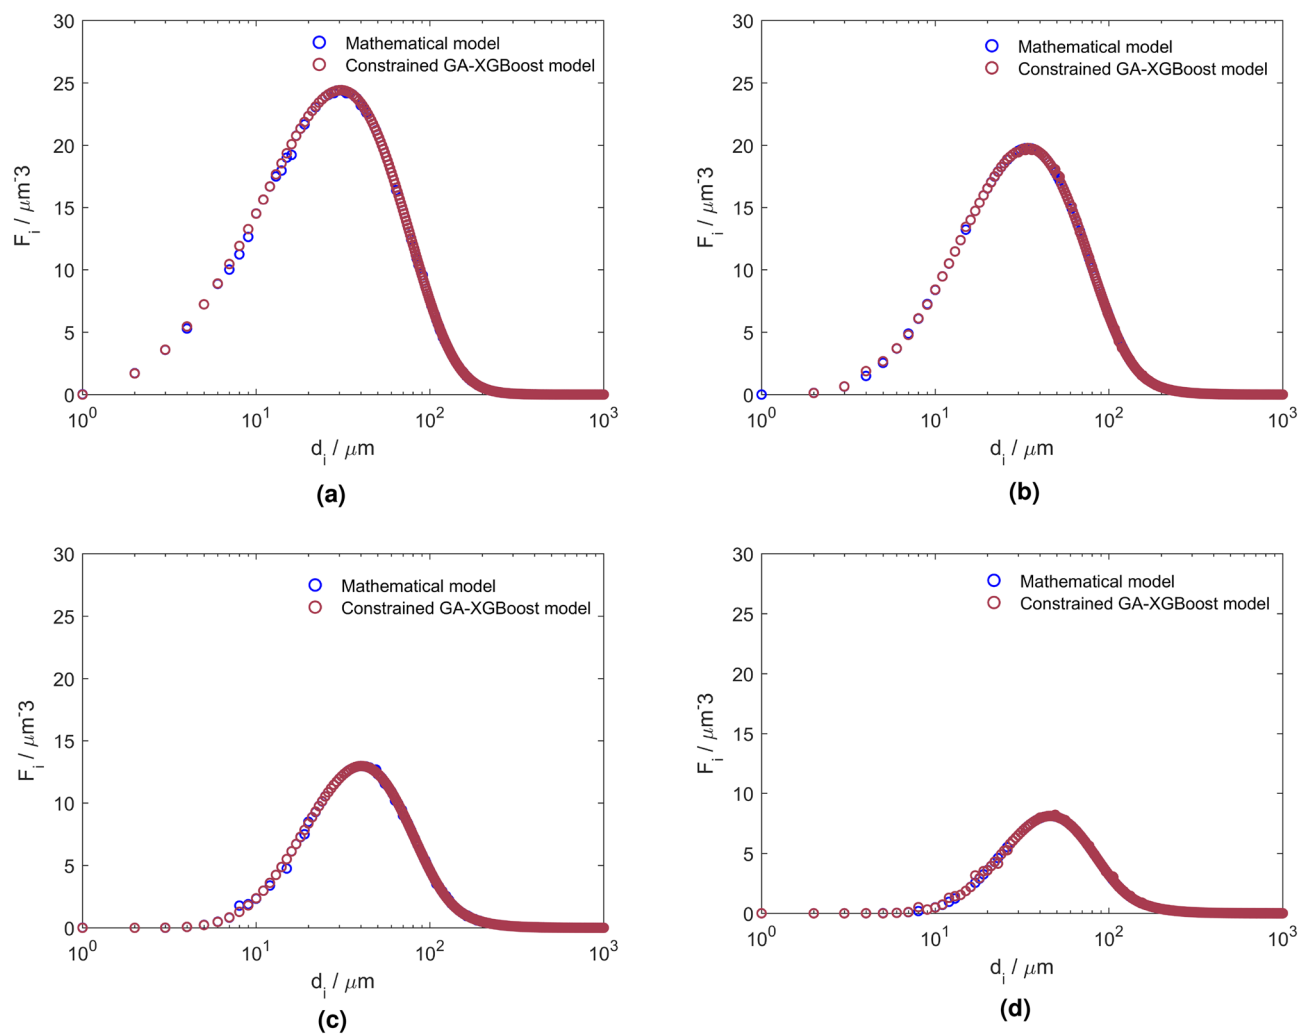 30
25
20
15
10
5
0
F_i / μm^-3
Mathematical model
Constrained GA-XGBoost model
10^0
10^1
10^2
10^3
d_i / μm
(a)
30
25
20
15
10
5
0
F_i / μm^-3
Mathematical model
Constrained GA-XGBoost model
10^0
10^1
10^2
10^3
d_i / μm
(b)
30
25
20
15
10
5
0
F_i / μm^-3
Mathematical model
Constrained GA-XGBoost model
10^0
10^1
10^2
10^3
d_i / μm
(c)
30
25
20
15
10
5
0
F_i / μm^-3
Mathematical model
Constrained GA-XGBoost model
10^0
10^1
10^2
10^3
d_i / μm
(d)